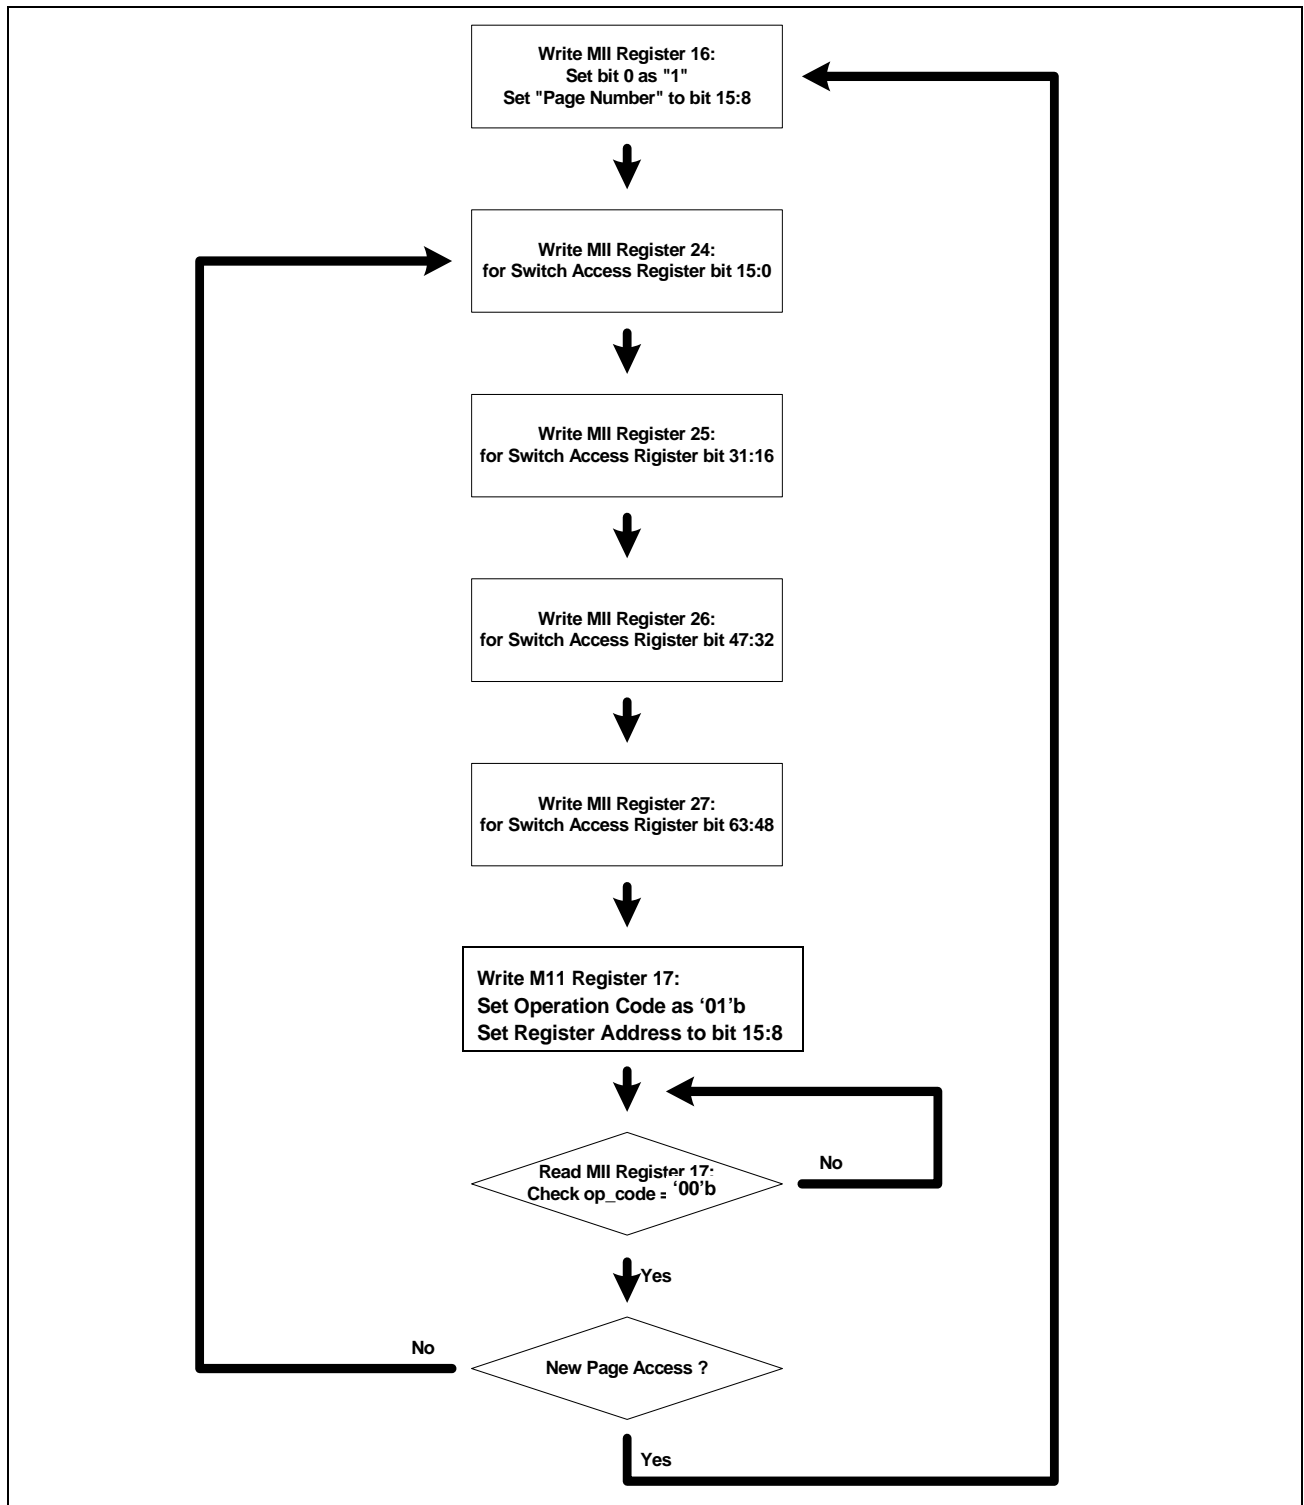 Write MII Register 16:
Set bit 0 as "1"
Set "Page Number" to bit 15:8
Write MII Register 24:
for Switch Access Register bit 15:0
Write MII Register 25:
for Switch Access Rigister bit 31:16
Write MII Register 26:
for Switch Access Rigister bit 47:32
Write MII Register 27:
for Switch Access Rigister bit 63:48
Write M11 Register 17:
Set Operation Code as ‘01’b
Set Register Address to bit 15:8
Read MII Register 17:
Check op_code = ‘00’b
No
Yes
New Page Access ?
No
Yes